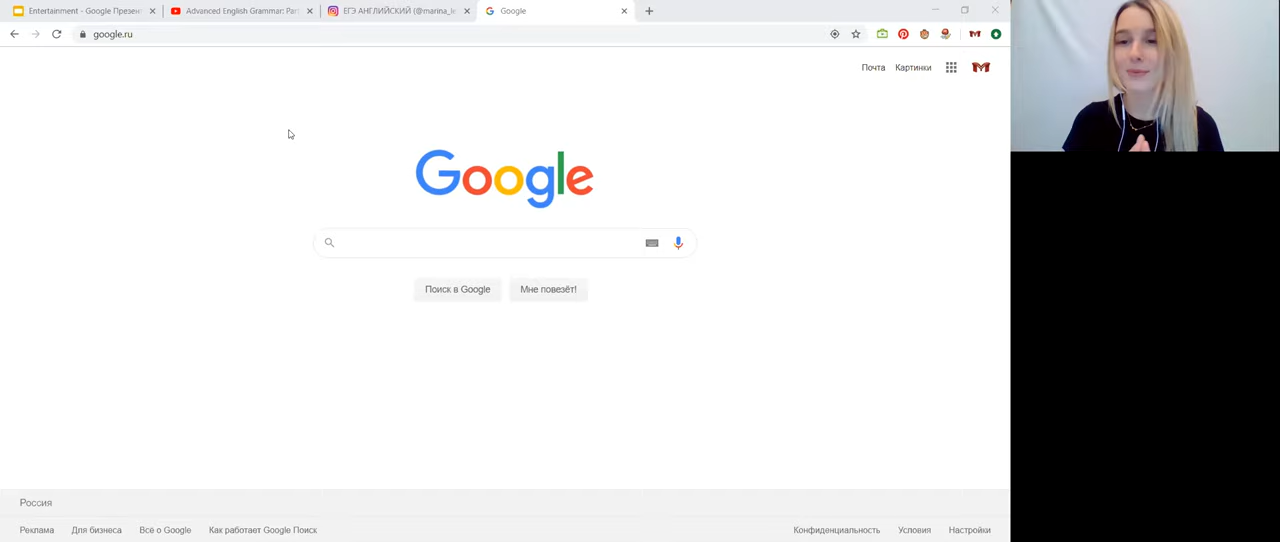 Entertainment - Google Презен
Advanced English Grammar: Par
ЕГЭ АНГЛИЙСКИЙ (@marina_le
Google
google.ru
Почта Картинки
Google
Поиск в Google Мне повезёт!
Россия
Реклама Для бизнеса Всё о Google Как работает Google Поиск Конфиденциальность Условия Настройки